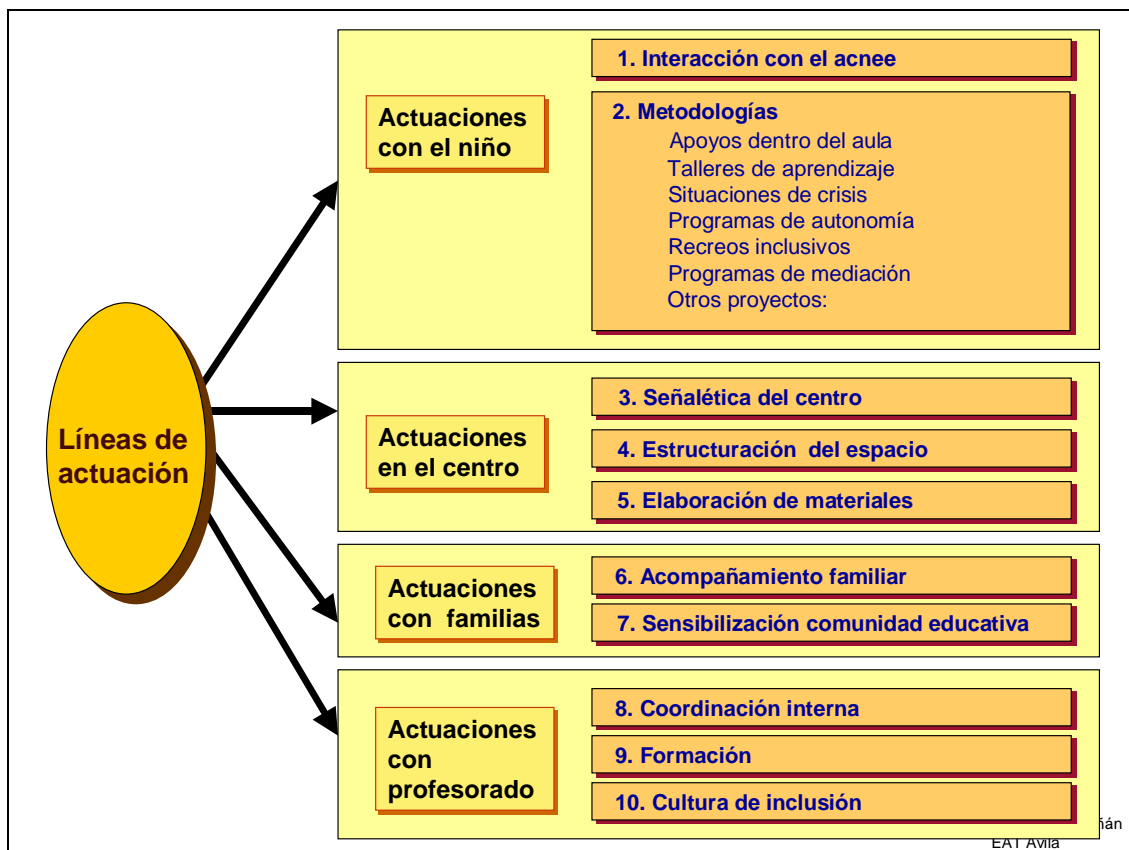 Líneas de
actuación
Actuaciones
con el niño
1. Interacción con el acnee
2. Metodologías
Apoyos dentro del aula
Talleres de aprendizaje
Situaciones de crisis
Programas de autonomía
Recreos inclusivos
Programas de mediación
Otros proyectos:
Actuaciones
en el centro
3. Señalética del centro
4. Estructuración del espacio
5. Elaboración de materiales
Actuaciones
con familias
6. Acompañamiento familiar
7. Sensibilización comunidad educativa
Actuaciones
con
profesorado
8. Coordinación interna
9. Formación
10. Cultura de inclusión
EAT Avila